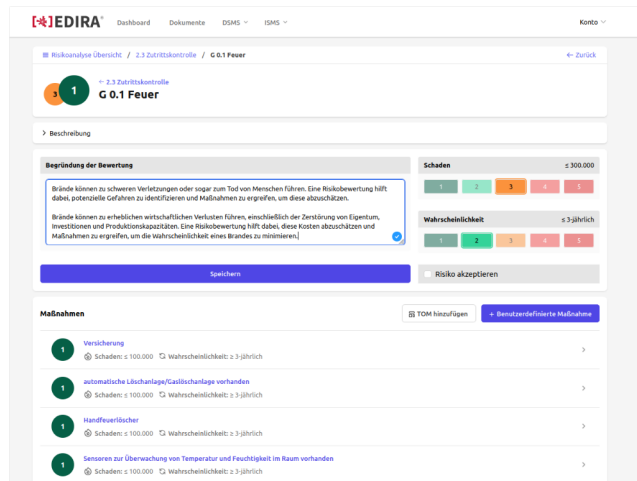 [*]EDIRA® Dashboard Dokumente DSMS ISMS Konto
Risikoanalyse Übersicht / 2.3 Zutrittskontrolle / G 0.1 Feuer ← Zurück
← 2.3 Zutrittskontrolle
3 1 G 0.1 Feuer
> Beschreibung
Begründung der Bewertung
Brände können zu schweren Verletzungen oder sogar zum Tod von Menschen führen. Eine Risikobewertung hilft
dabei, potenzielle Gefahren zu identifizieren und Maßnahmen zu ergreifen, um diese abzuschätzen.
Brände können zu erheblichen wirtschaftlichen Verlusten führen, einschließlich der Zerstörung von Eigentum,
Investitionen und Produktionskapazitäten. Eine Risikobewertung hilft dabei, diese Kosten abzuschätzen und
Maßnahmen zu ergreifen, um die Wahrscheinlichkeit eines Brandes zu minimieren.
Speichern
Schaden ≤ 300.000
1 2 3 4 5
Wahrscheinlichkeit ≤ 3-jährlich
1 2 3 4 5
Risiko akzeptieren
Maßnahmen TOM hinzufügen + Benutzerdefinierte Maßnahme
Versicherung
1 Schaden: ≤ 100.000 Wahrscheinlichkeit: ≥ 3-jährlich
automatische Löschanlage/Gaslöschanlage vorhanden
1 Schaden: ≤ 100.000 Wahrscheinlichkeit: ≥ 3-jährlich
Handfeuerlöscher
1 Schaden: ≤ 100.000 Wahrscheinlichkeit: ≥ 3-jährlich
Sensoren zur Überwachung von Temperatur und Feuchtigkeit im Raum vorhanden
1 Schaden: ≤ 100.000 Wahrscheinlichkeit: ≥ 3-jährlich